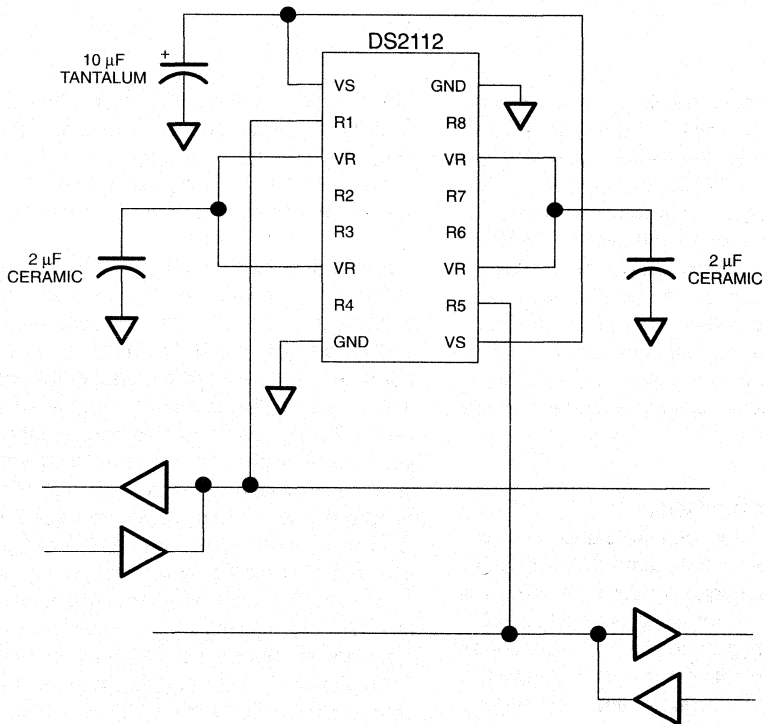 DS2112
10 μF
TANTALUM
+
VS
R1
VR
R2
R3
VR
R4
GND
GND
R8
VR
R7
R6
VR
R5
VS
2 μF
CERAMIC
2 μF
CERAMIC